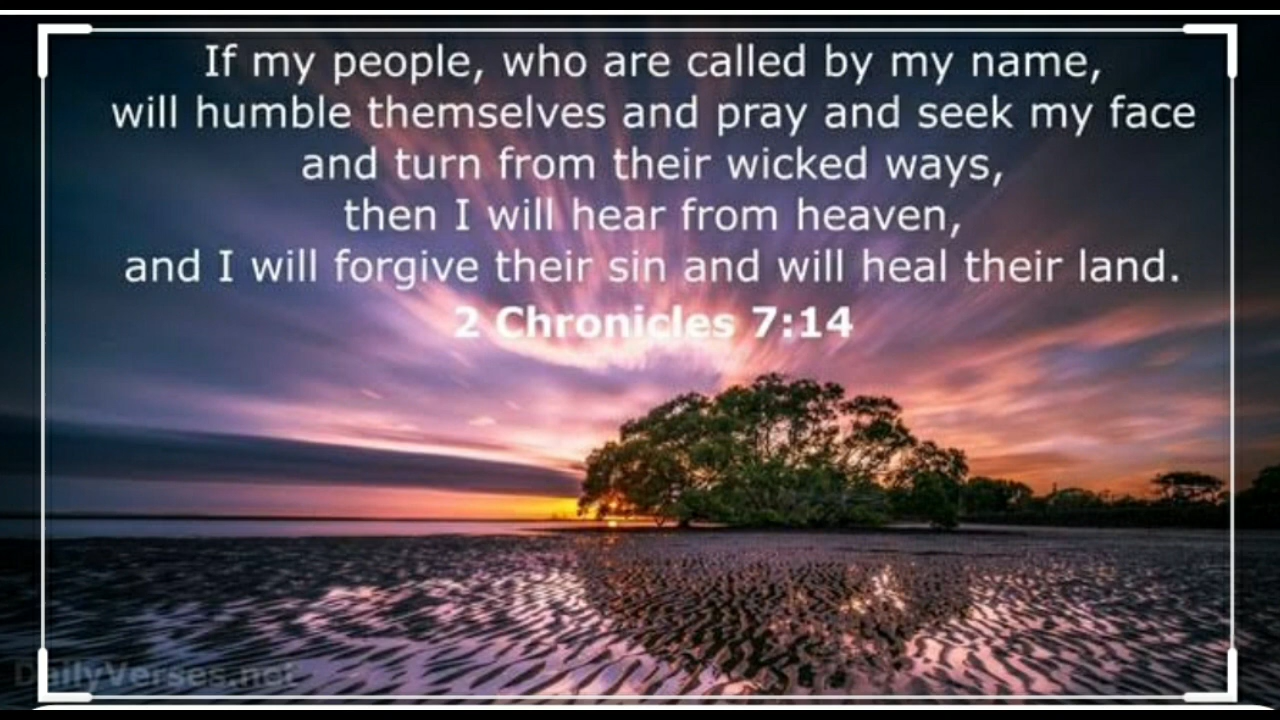 If my people, who are called by my name,
will humble themselves and pray and seek my face
and turn from their wicked ways,
then I will hear from heaven,
and I will forgive their sin and will heal their land.
2 Chronicles 7:14
DailyVerses.net